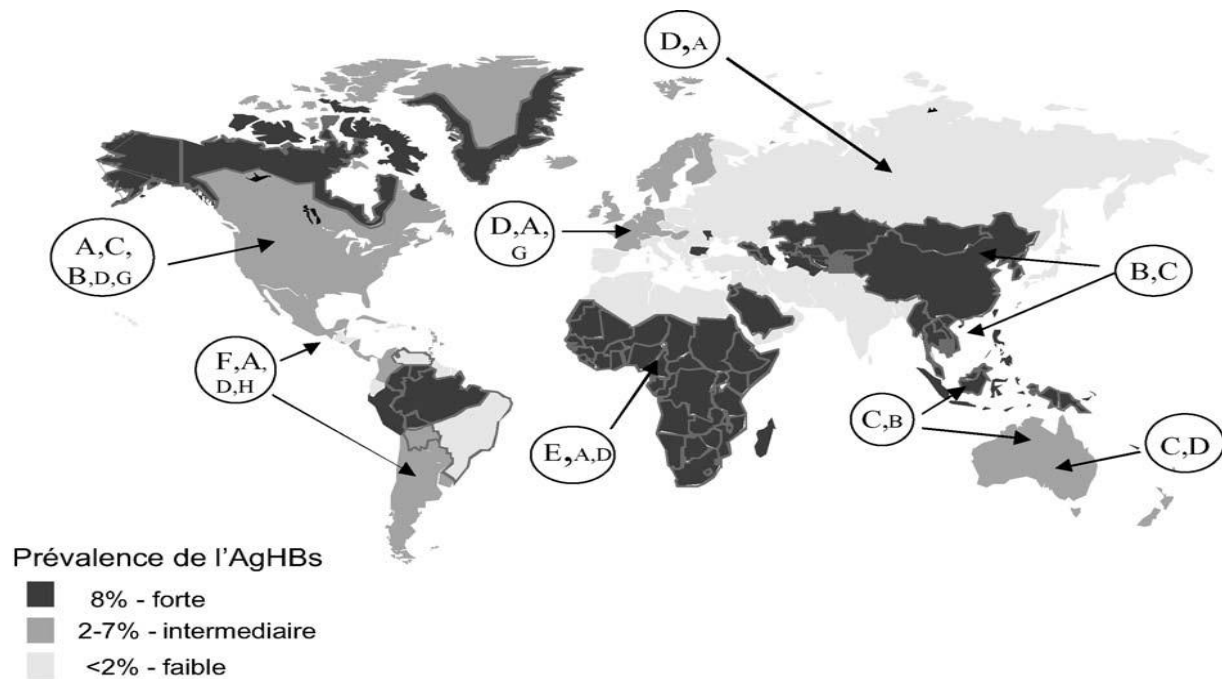 D,A
A,C,
B,D,G
D,A,
G
B,C
F,A,
D,H
E,A,D
C,B
C,D
Prévalence de l'AgHBs
8% - forte
2-7% - intermediaire
<2% - faible